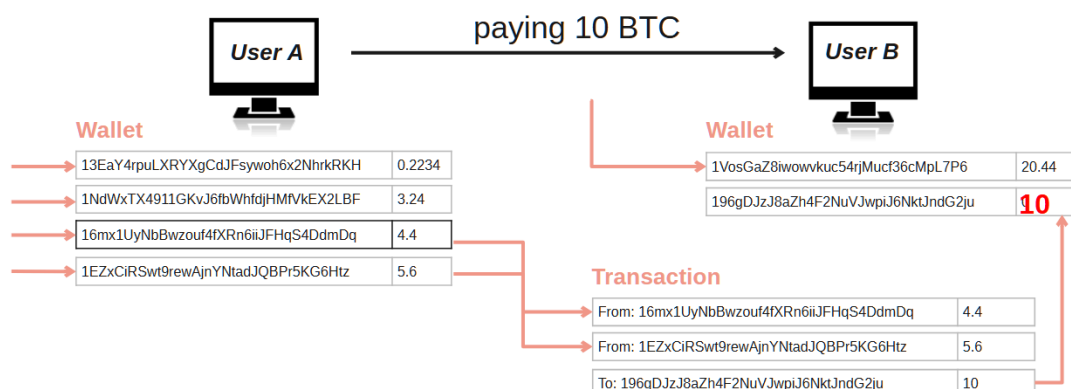 paying 10 BTC
User A
User B
Wallet
13EaY4rpuLXRYXgCdJFsywoh6x2NhrkRKH 0.2234
1NdWxTX4911GKvJ6fbWhfdjHMfVkEX2LBF 3.24
16mx1UyNbBwzouf4fXRn6iiJFHqS4DdmDq 4.4
1EZxCiRSwt9rewAjnYNtadJQBPr5KG6Htz 5.6
Wallet
1VosGaZ8iwowvkuc54rjMucf36cMpL7P6 20.44
196gDJzJ8aZh4F2NuVJwpiJ6NktJndG2ju 10
Transaction
From: 16mx1UyNbBwzouf4fXRn6iiJFHqS4DdmDq 4.4
From: 1EZxCiRSwt9rewAjnYNtadJQBPr5KG6Htz 5.6
To: 196gDJzJ8aZh4F2NuVJwpiJ6NktJndG2ju 10